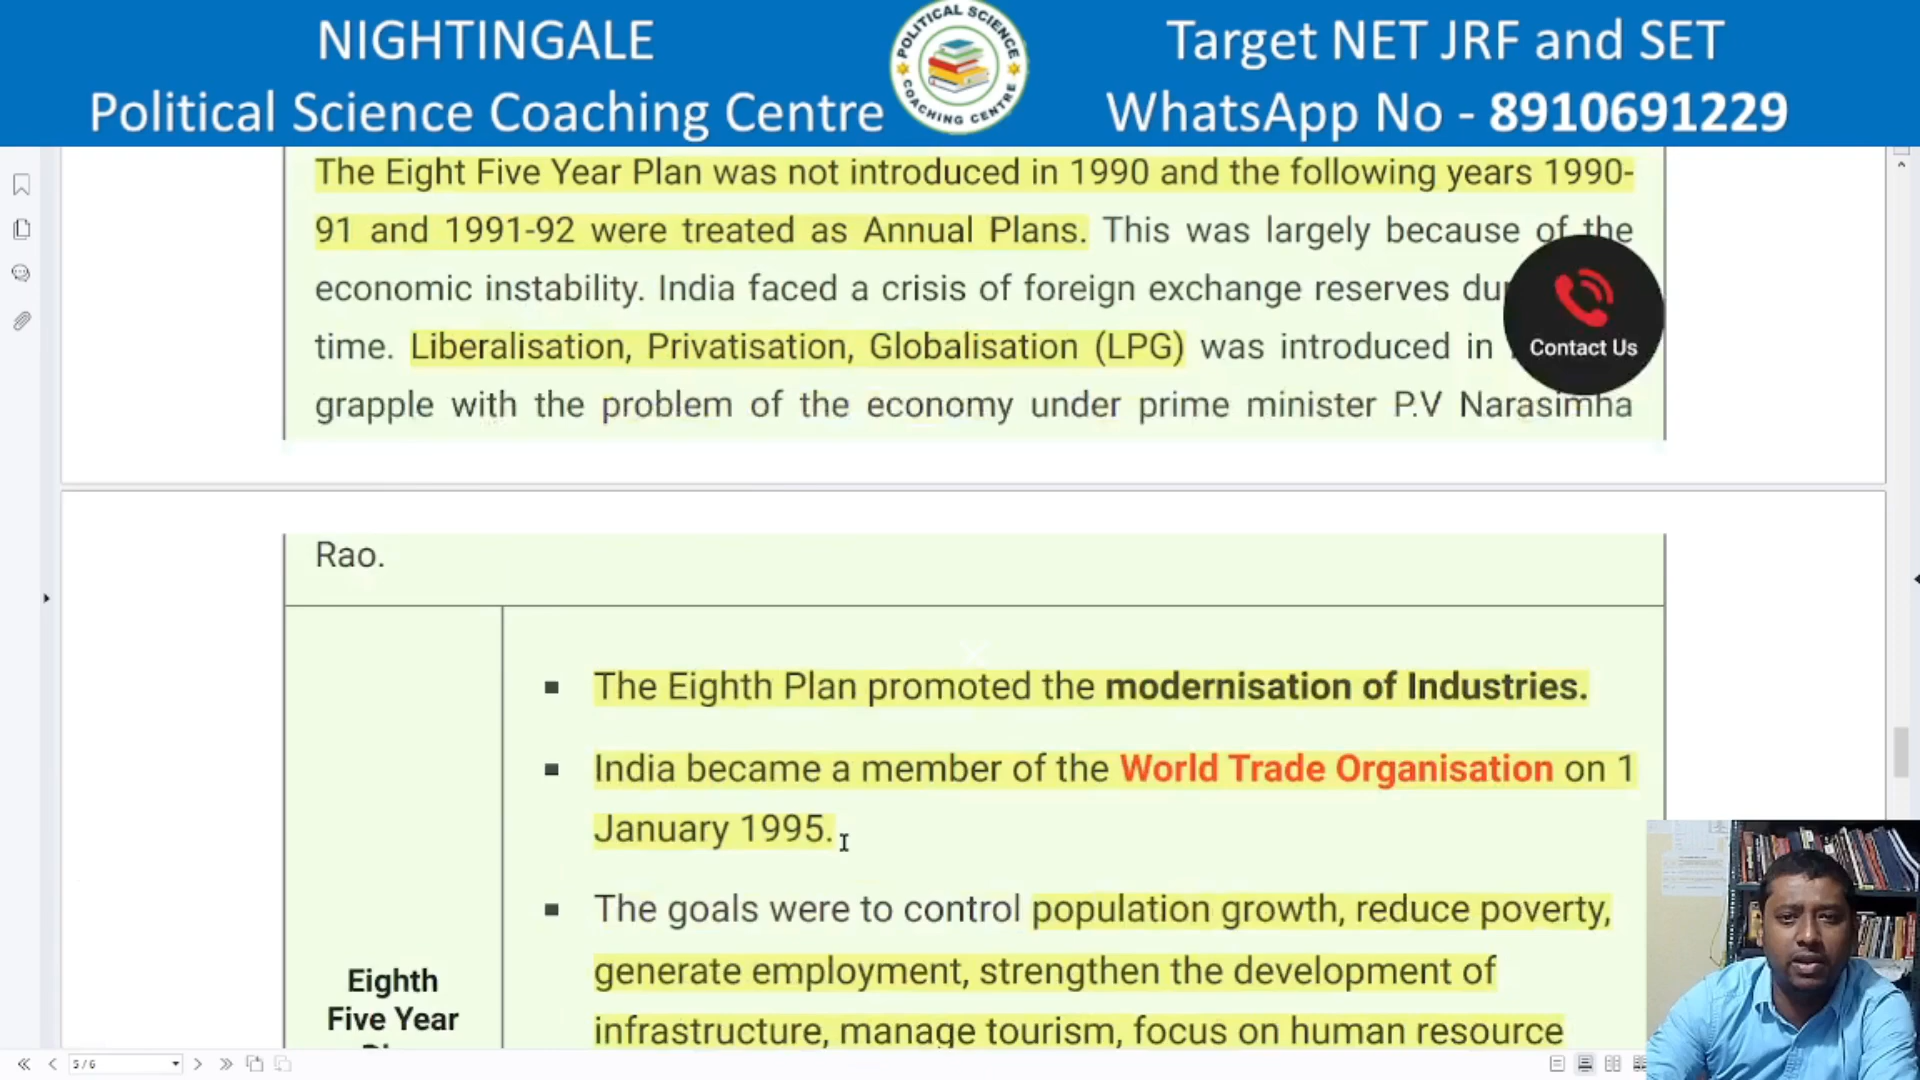 NIGHTINGALE
Political Science Coaching Centre
POLITICAL SCIENCE
COACHING CENTRE
Target NET JRF and SET
WhatsApp No - 8910691229
The Eight Five Year Plan was not introduced in 1990 and the following years 1990-
91 and 1991-92 were treated as Annual Plans. This was largely because of the
economic instability. India faced a crisis of foreign exchange reserves
time. Liberalisation, Privatisation, Globalisation (LPG) was introduced in
grapple with the problem of the economy under prime minister P.V Narasimha
Contact Us
Rao.
The Eighth Plan promoted the modernisation of Industries.
India became a member of the World Trade Organisation on 1
January 1995.
The goals were to control population growth, reduce poverty,
generate employment, strengthen the development of
infrastructure, manage tourism, focus on human resource
Eighth
Five Year
5/6